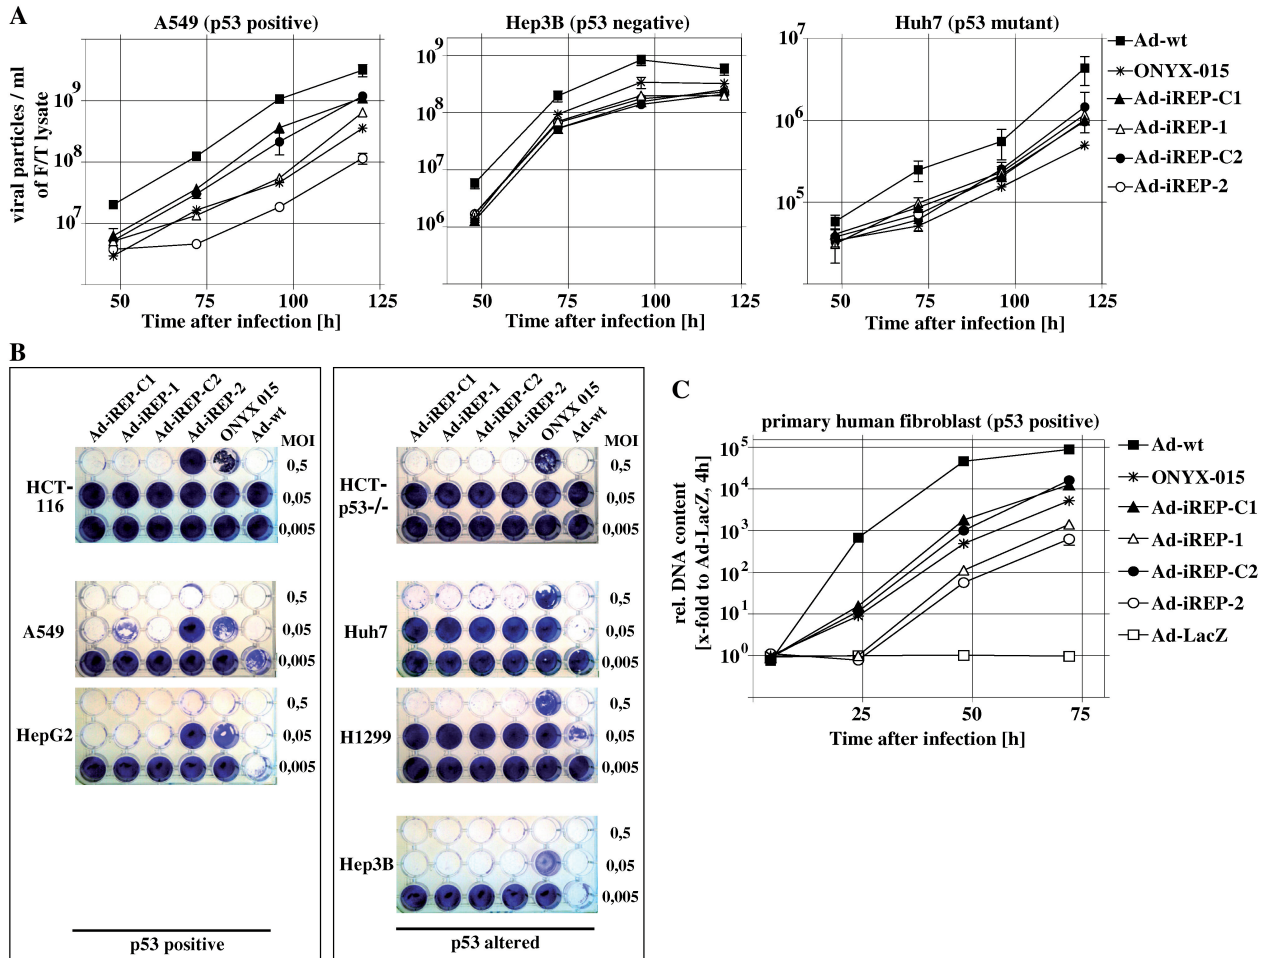 A
A549 (p53 positive)
Hep3B (p53 negative)
Huh7 (p53 mutant)
viral particles / ml
of F/T lysate
10^9
10^8
10^7
50
75
100
125
Time after infection [h]
10^9
10^8
10^7
10^6
50
75
100
125
Time after infection [h]
10^7
10^6
10^5
50
75
100
125
Time after infection [h]
Ad-wt
ONYX-015
Ad-iREP-C1
Ad-iREP-1
Ad-iREP-C2
Ad-iREP-2
B
Ad-iREP-C1
Ad-iREP-1
Ad-iREP-C2
Ad-iREP-2
ONYX 015
Ad-wt
MOI
HCT-
116
0,5
0,05
0,005
A549
0,5
0,05
0,005
HepG2
0,5
0,05
0,005
p53 positive
Ad-iREP-C1
Ad-iREP-1
Ad-iREP-C2
Ad-iREP-2
ONYX 015
Ad-wt
MOI
HCT-
p53-/-
0,5
0,05
0,005
Huh7
0,5
0,05
0,005
H1299
0,5
0,05
0,005
Hep3B
0,5
0,05
0,005
p53 altered
C
primary human fibroblast (p53 positive)
rel. DNA content
[x-fold to Ad-LacZ, 4h]
10^5
10^4
10^3
10^2
10^1
10^0
25
50
75
Time after infection [h]
Ad-wt
ONYX-015
Ad-iREP-C1
Ad-iREP-1
Ad-iREP-C2
Ad-iREP-2
Ad-LacZ